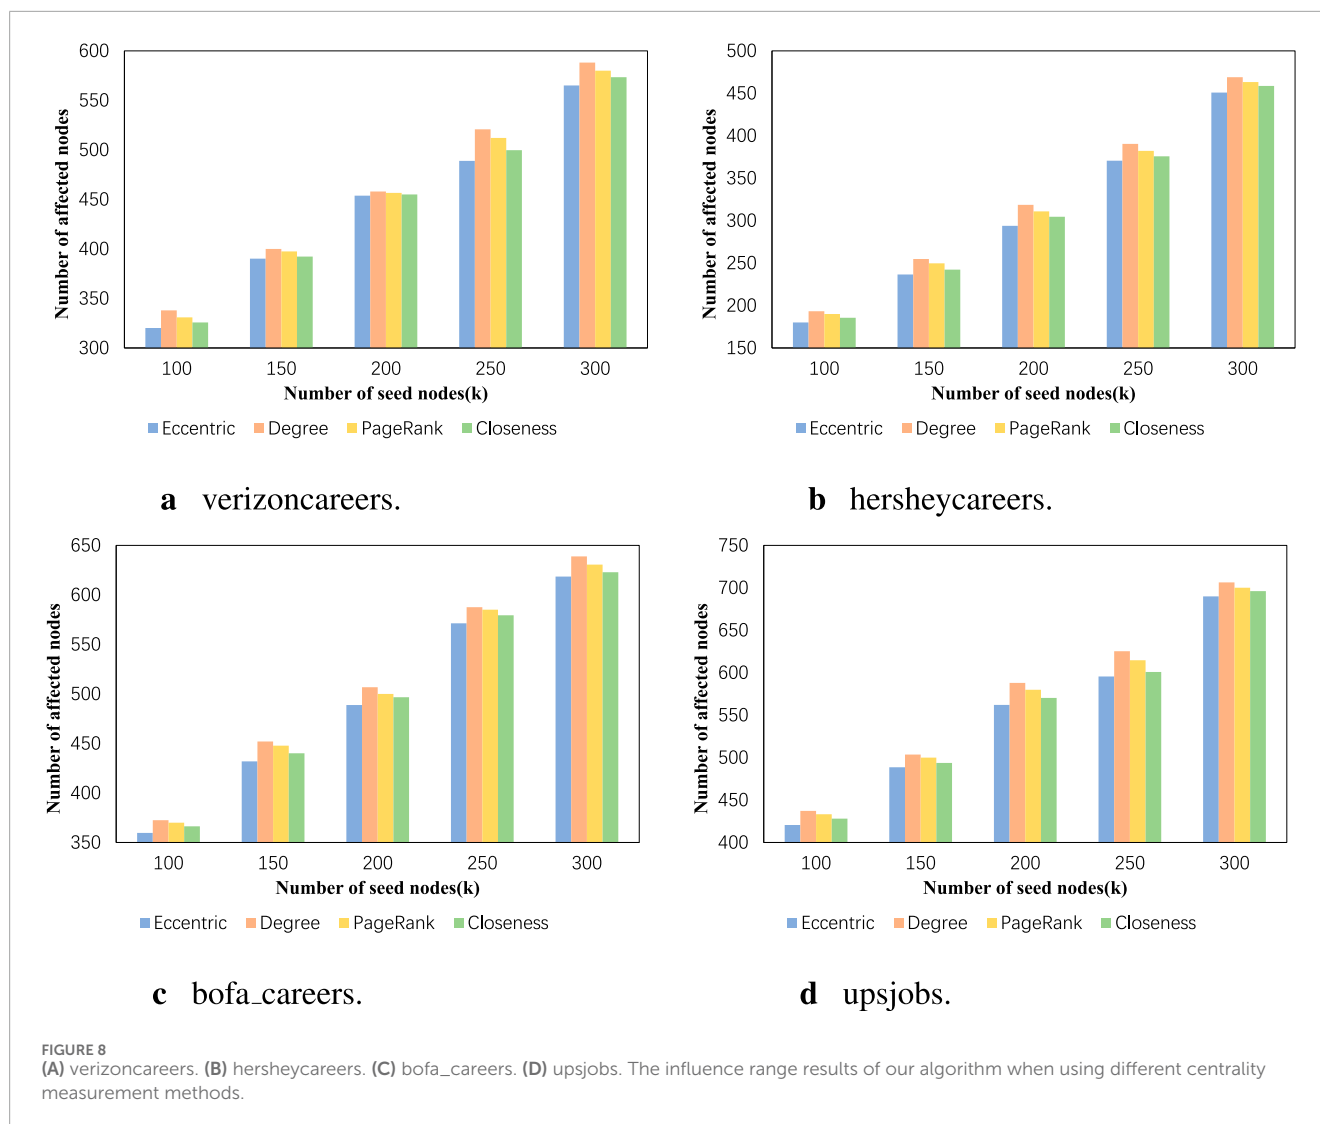 600
550
500
450
400
350
300
Number of affected nodes
100 150 200 250 300
Number of seed nodes(k)
Eccentric Degree PageRank Closeness
a verizoncareers.
500
450
400
350
300
250
200
150
Number of affected nodes
100 150 200 250 300
Number of seed nodes(k)
Eccentric Degree PageRank Closeness
b hersheycareers.
650
600
550
500
450
400
350
Number of affected nodes
100 150 200 250 300
Number of seed nodes(k)
Eccentric Degree PageRank Closeness
c bofa_careers.
750
700
650
600
550
500
450
400
Number of affected nodes
100 150 200 250 300
Number of seed nodes(k)
Eccentric Degree PageRank Closeness
d upsjobs.
FIGURE 8
(A) verizoncareers. (B) hersheycareers. (C) bofa_careers. (D) upsjobs. The influence range results of our algorithm when using different centrality
measurement methods.